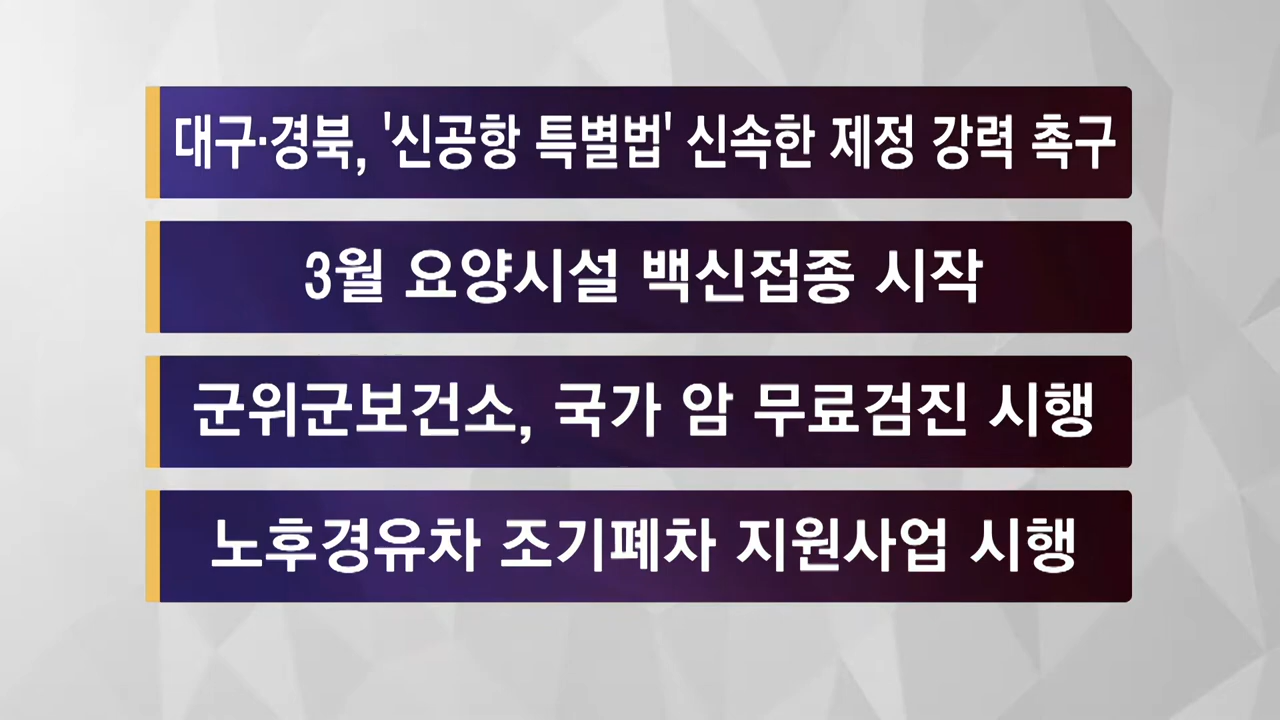 대구·경북, '신공항 특별법' 신속한 제정 강력 촉구
3월 요양시설 백신접종 시작
군위군보건소, 국가 암 무료검진 시행
노후경유차 조기폐차 지원사업 시행